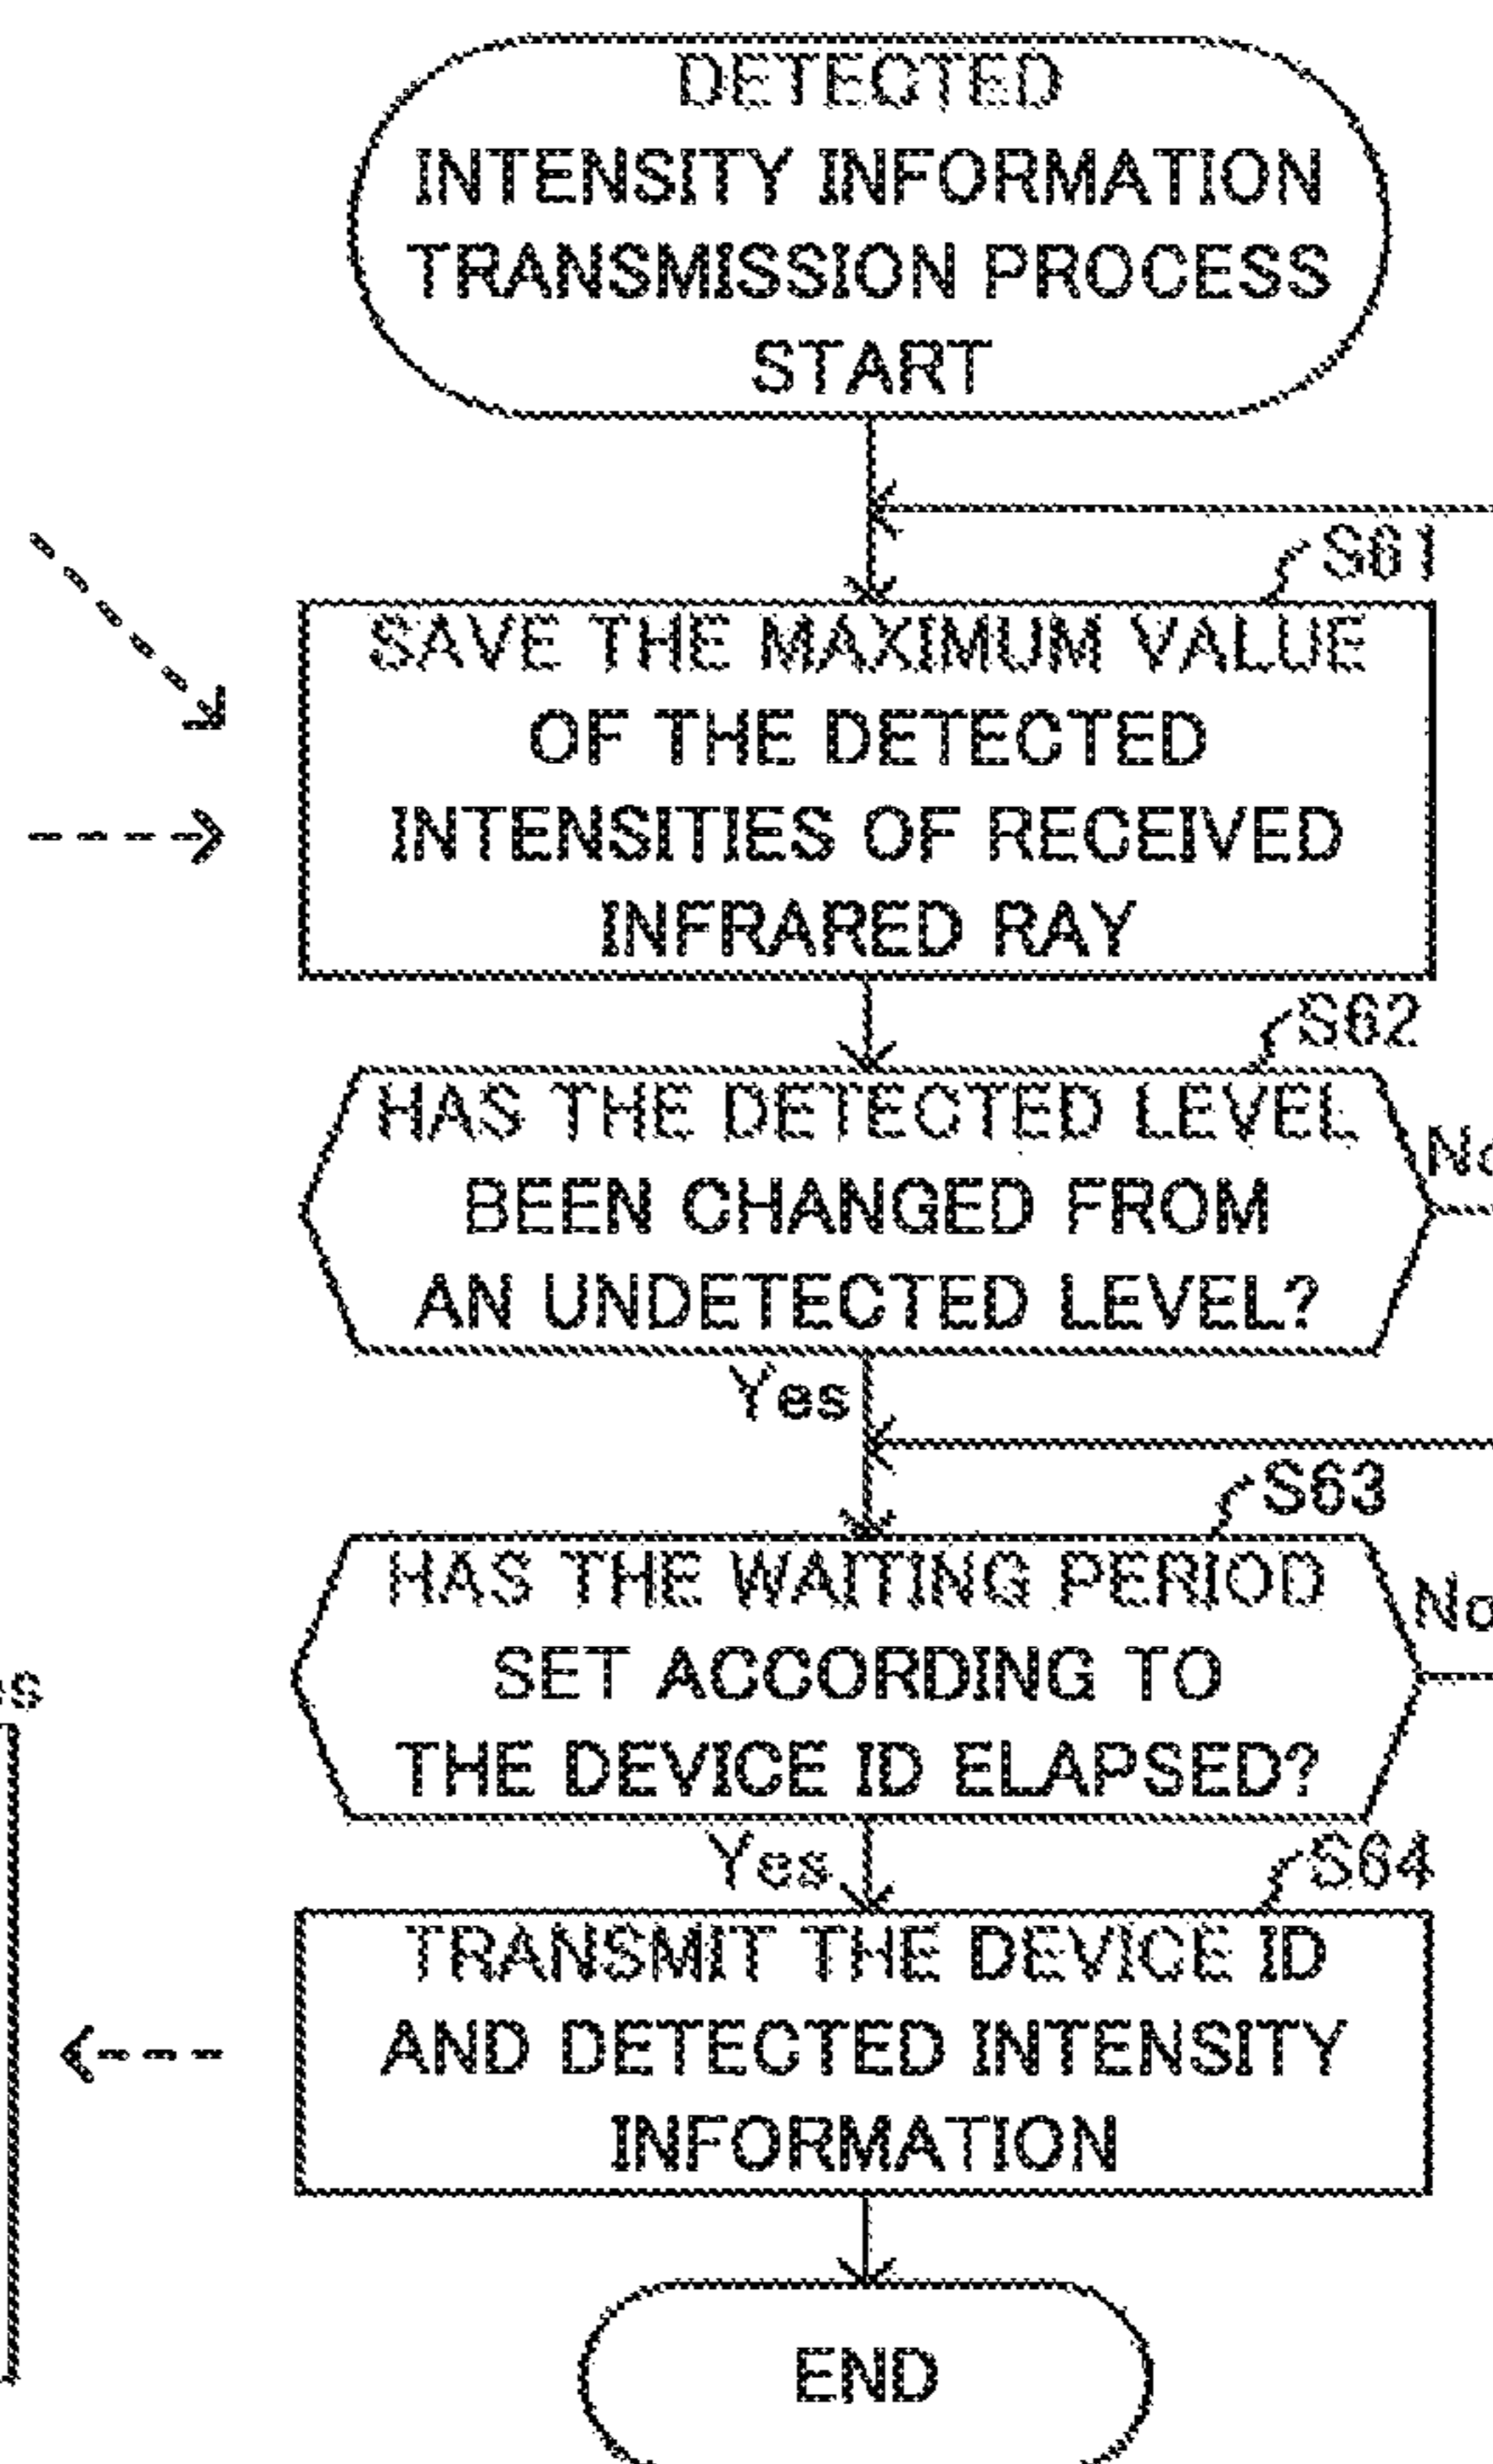 DETECTED
INTENSITY INFORMATION
TRANSMISSION PROCESS
START
S61
SAVE THE MAXIMUM VALUE
OF THE DETECTED
INTENSITIES OF RECEIVED
INFRARED RAY
S62
HAS THE DETECTED LEVEL
BEEN CHANGED FROM
AN UNDETECTED LEVEL?
No
Yes
S63
HAS THE WAITING PERIOD
SET ACCORDING TO
THE DEVICE ID ELAPSED?
No
Yes
S64
TRANSMIT THE DEVICE ID
AND DETECTED INTENSITY
INFORMATION
END